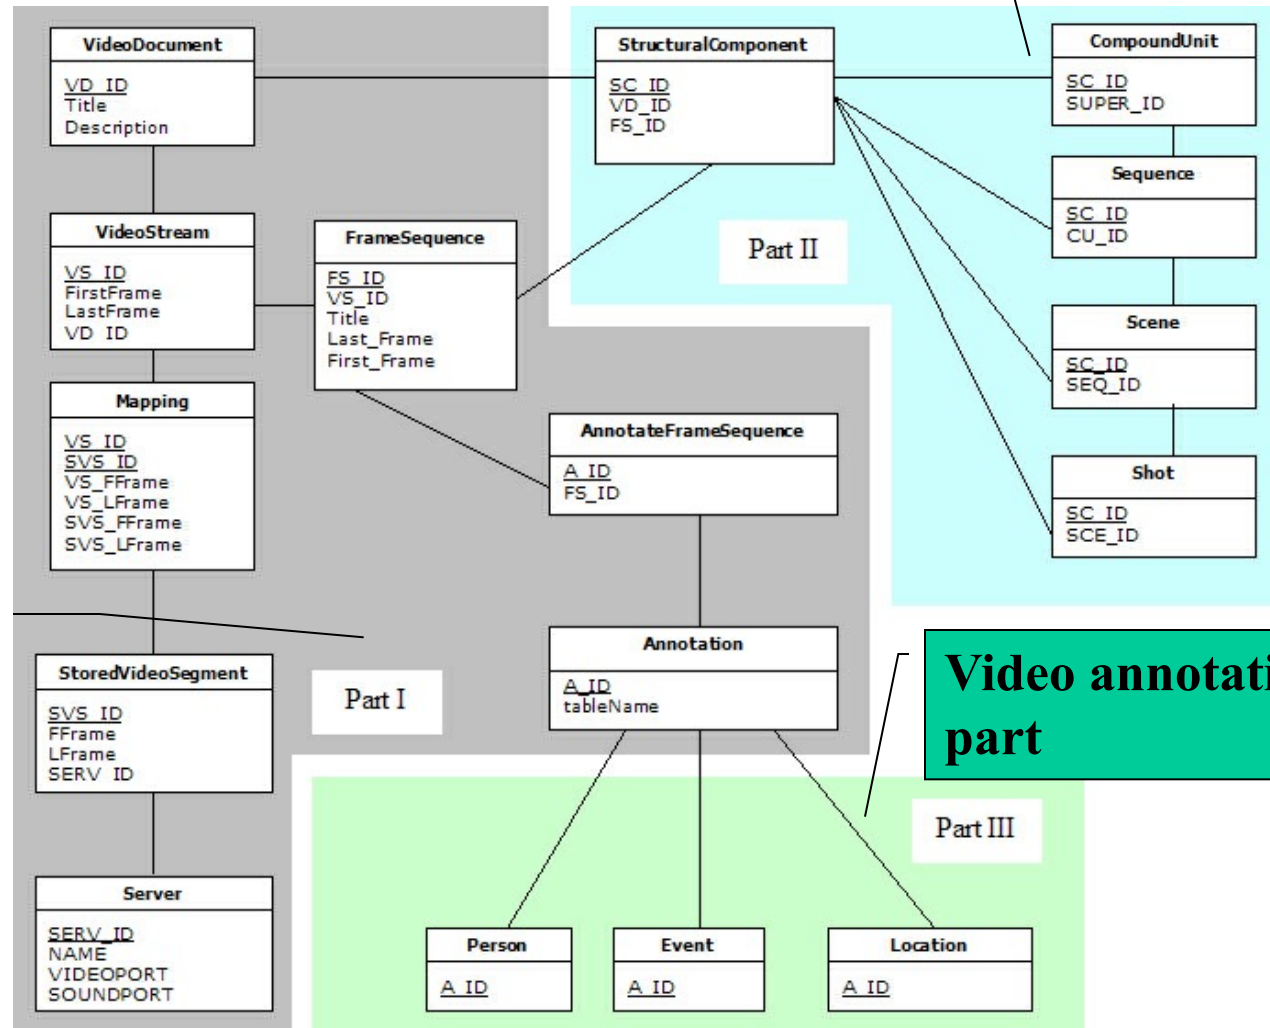 VideoDocument
VD_ID
Title
Description
StructuralComponent
SC_ID
VD_ID
FS_ID
CompoundUnit
SC_ID
SUPER_ID
Sequence
SC_ID
CU_ID
VideoStream
VS_ID
FirstFrame
LastFrame
VD_ID
FrameSequence
FS_ID
VS_ID
Title
Last_Frame
First_Frame
Part II
Scene
SC_ID
SEQ_ID
Mapping
VS_ID
SVS_ID
VS_FFrame
VS_LFrame
SVS_FFrame
SVS_LFrame
AnnotateFrameSequence
A_ID
FS_ID
Shot
SC_ID
SCE_ID
StoredVideoSegment
SVS_ID
FFrame
LFrame
SERV_ID
Part I
Annotation
A_ID
tableName
Video annotati
part
Part III
Server
SERV_ID
NAME
VIDEOPORT
SOUNDPORT
Person
A_ID
Event
A_ID
Location
A_ID